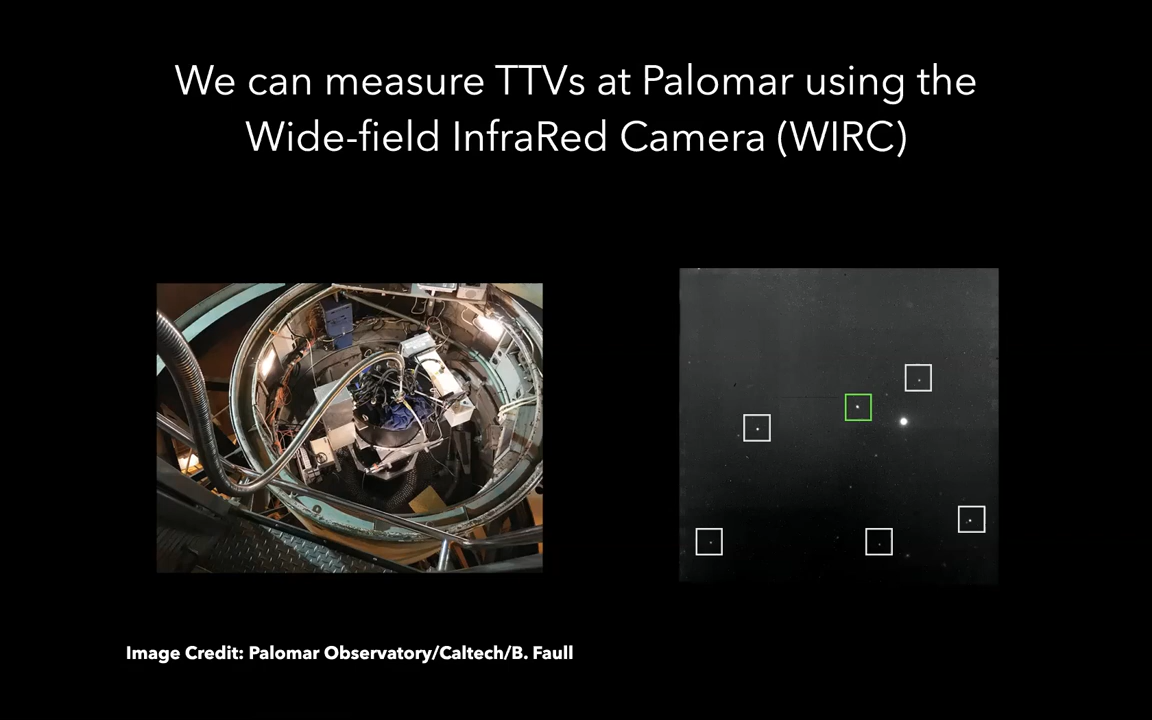 We can measure TTVs at Palomar using the
Wide-field InfraRed Camera (WIRC)
Image Credit: Palomar Observatory/Caltech/B. Faull